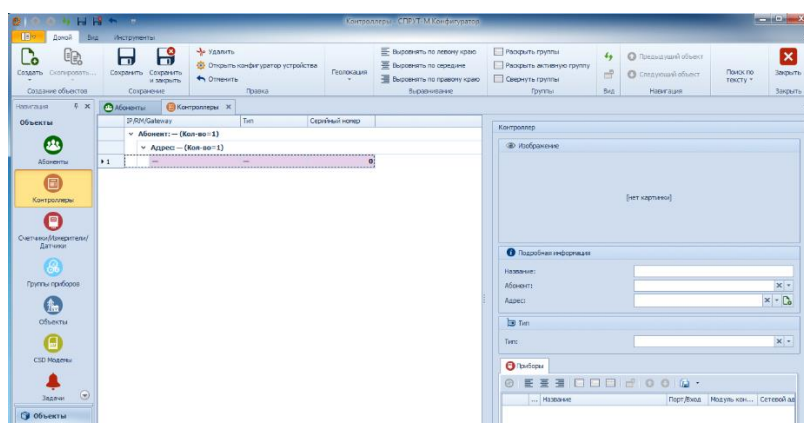 Контроллеры - СПРУТ-М Конфигуратор
Домой Вид Инструменты
Создать Скопировать... Сохранить Сохранить и закрыть
Удалить
Открыть конфигуратор устройства
Отменить
Геолокация
Выровнять по левому краю
Выровнять по середине
Выровнять по правому краю
Раскрыть группы
Раскрыть активную группу
Свернуть группы
Предыдущий объект
Следующий объект
Поиск по тексту
Закрыть
Создание объектов Сохранение Правка Выравнивание Группы Вид Навигация Закрыть
Навигация
Абоненты Контроллеры
Объекты
Абоненты
Контроллеры
Счетчики/Измерители/
Датчики
Группы приборов
Объекты
CSD Модемы
Задачи
Объекты
IP/RM/Gateway Тип Серийный номер
Абонент: — (Кол-во=1)
Адрес: — (Кол-во=1)
1 — — 0
Контроллер
Изображение
[нет картинки]
Подробная информация
Название:
Абонент:
Адрес:
Тип
Тип:
Приборы
... Название Порт/Вход Модуль кон... Сетевой ад